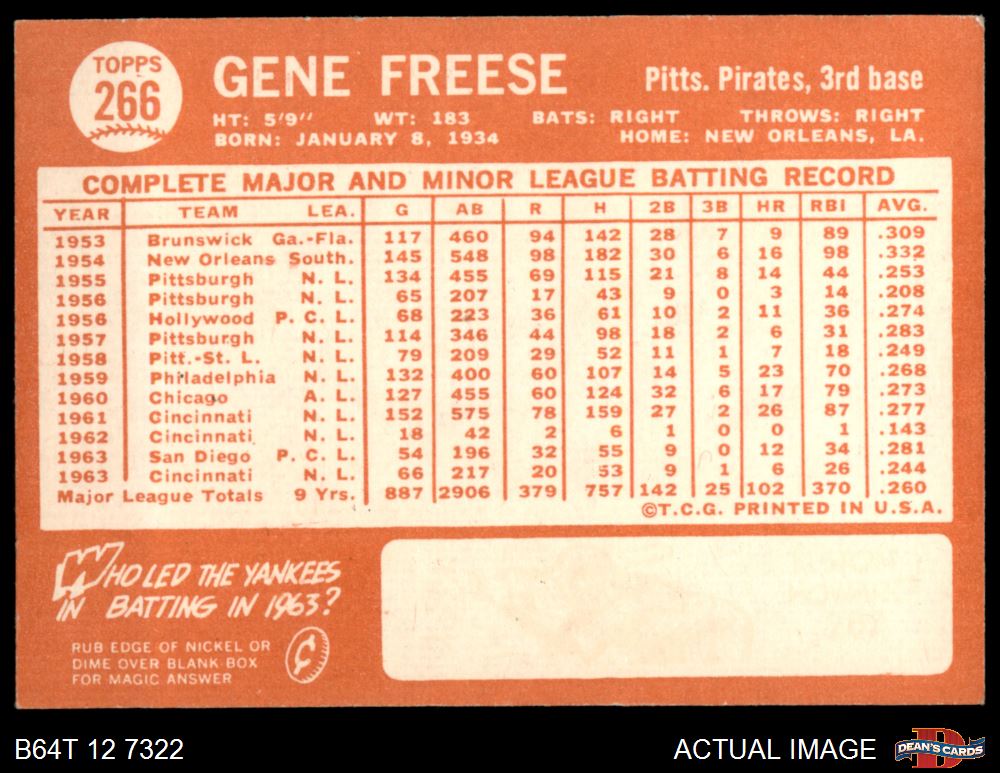 TOPPS
266
GENE FREESE
Pitts. Pirates, 3rd base
HT: 5'9" WT: 183 BATS: RIGHT THROWS: RIGHT
BORN: JANUARY 8, 1934 HOME: NEW ORLEANS, LA.
COMPLETE MAJOR AND MINOR LEAGUE BATTING RECORD
YEAR TEAM LEA. G AB R H 2B 3B HR RBI AVG.
1953 Brunswick Ga.-Fla. 117 460 94 142 28 7 9 89 .309
1954 New Orleans South. 145 548 98 182 30 6 16 98 .332
1955 Pittsburgh N. L. 134 455 69 115 21 8 14 44 .253
1956 Pittsburgh N. L. 65 207 17 43 9 0 3 14 .208
1956 Hollywood P. C. L. 68 223 36 61 10 2 11 36 .274
1957 Pittsburgh N. L. 114 346 44 98 18 2 6 31 .283
1958 Pitt.-St. L. N. L. 79 209 29 52 11 1 7 18 .249
1959 Philadelphia N. L. 132 400 60 107 14 5 23 70 .268
1960 Chicago A. L. 127 455 60 124 32 6 17 79 .273
1961 Cincinnati N. L. 152 575 78 159 27 2 26 87 .277
1962 Cincinnati N. L. 18 42 2 6 1 0 0 1 .143
1963 San Diego P. C. L. 54 196 32 55 9 0 12 34 .281
1963 Cincinnati N. L. 66 217 20 53 9 1 6 26 .244
Major League Totals 9 Yrs. 887 2906 379 757 142 25 102 370 .260
©T.C.G. PRINTED IN U.S.A.
WHO LED THE YANKEES
IN BATTING IN 1963?
RUB EDGE OF NICKEL OR
DIME OVER BLANK BOX
FOR MAGIC ANSWER
¢
B64T 12 7322
ACTUAL IMAGE
D
DEAN'S CARDS